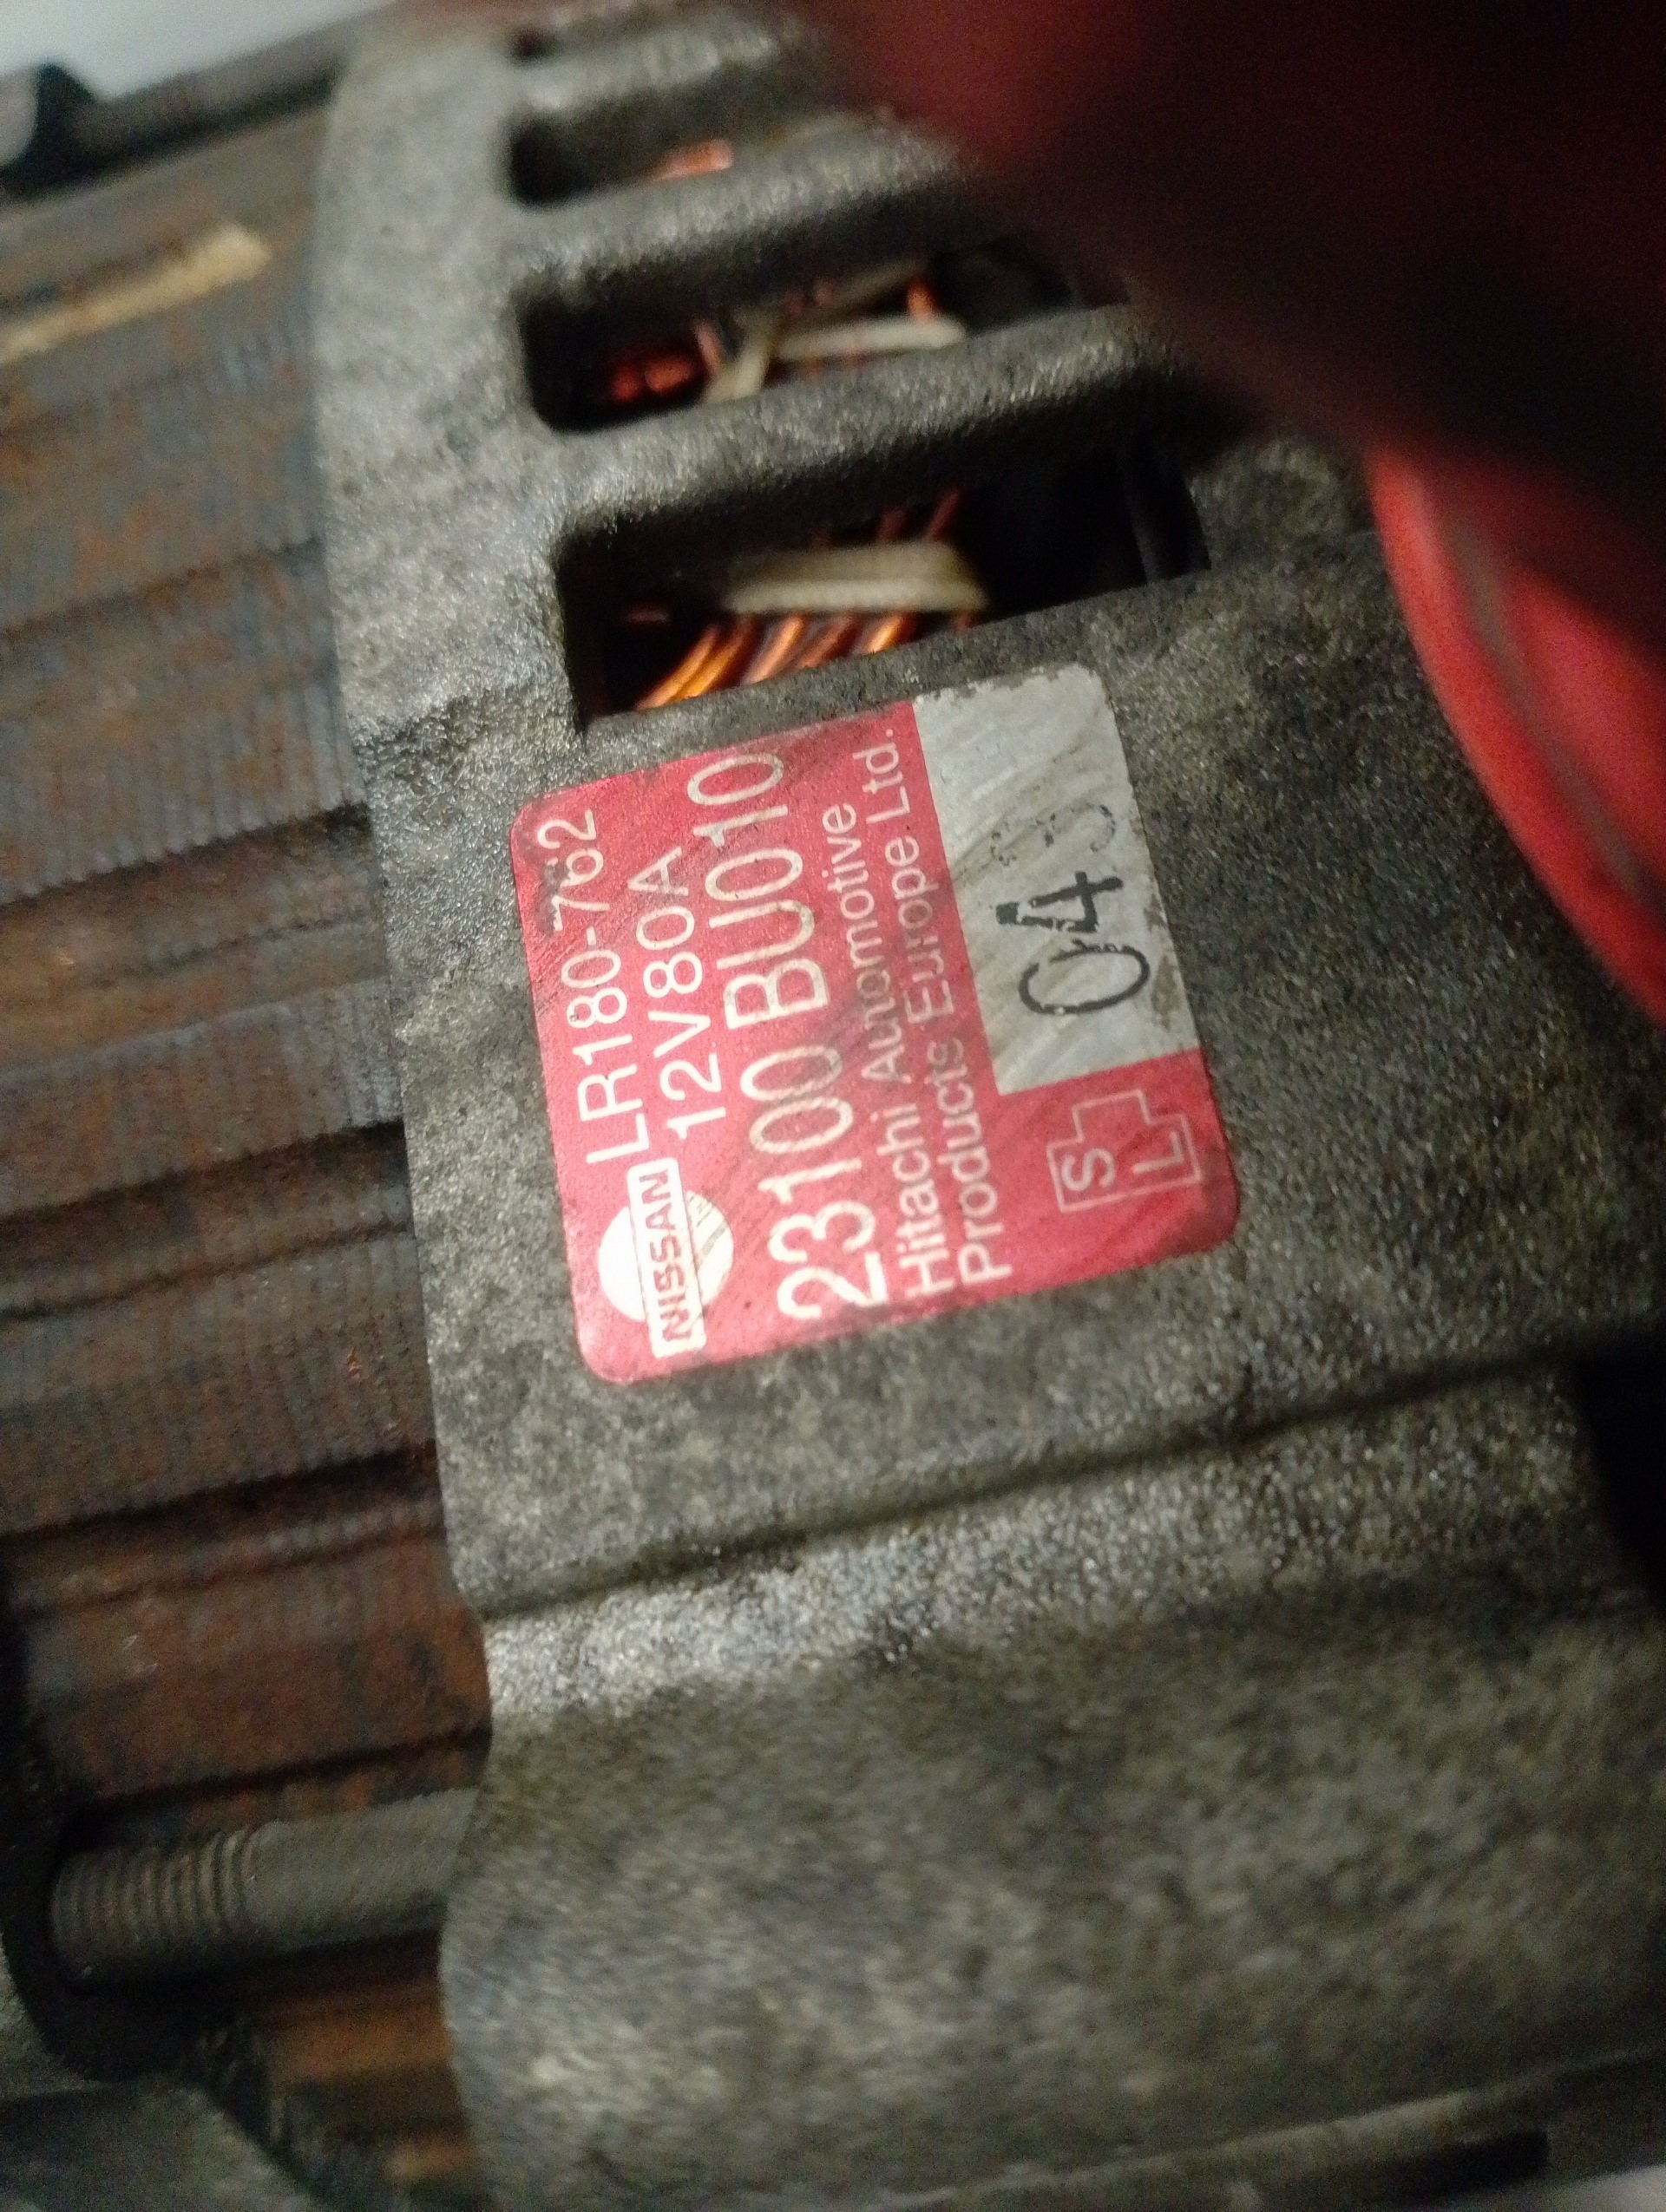 NISSAN
LR180-762
12V80A
23100 BU010
Hitachi Automotive
Products Europe Ltd.
S
L